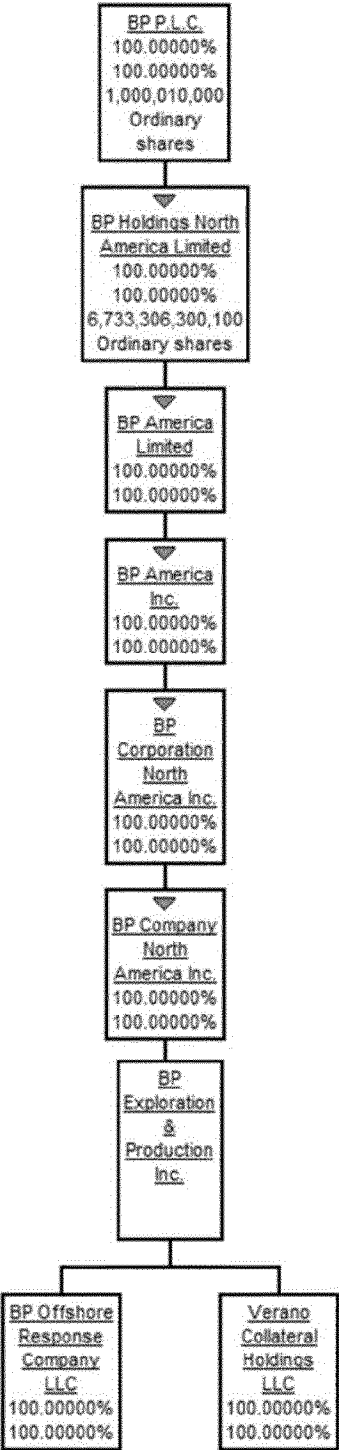 BP P.L.C.
100.00000%
100.00000%
1,000,010,000
Ordinary
shares
BP Holdings North
America Limited
100.00000%
100.00000%
6,733,306,300,100
Ordinary shares
BP America
Limited
100.00000%
100.00000%
BP America
Inc.
100.00000%
100.00000%
BP
Corporation
North
America Inc.
100.00000%
100.00000%
BP Company
North
America Inc.
100.00000%
100.00000%
BP
Exploration
&
Production
Inc.
BP Offshore
Response
Company
LLC
100.00000%
100.00000%
Verano
Collateral
Holdings
LLC
100.00000%
100.00000%